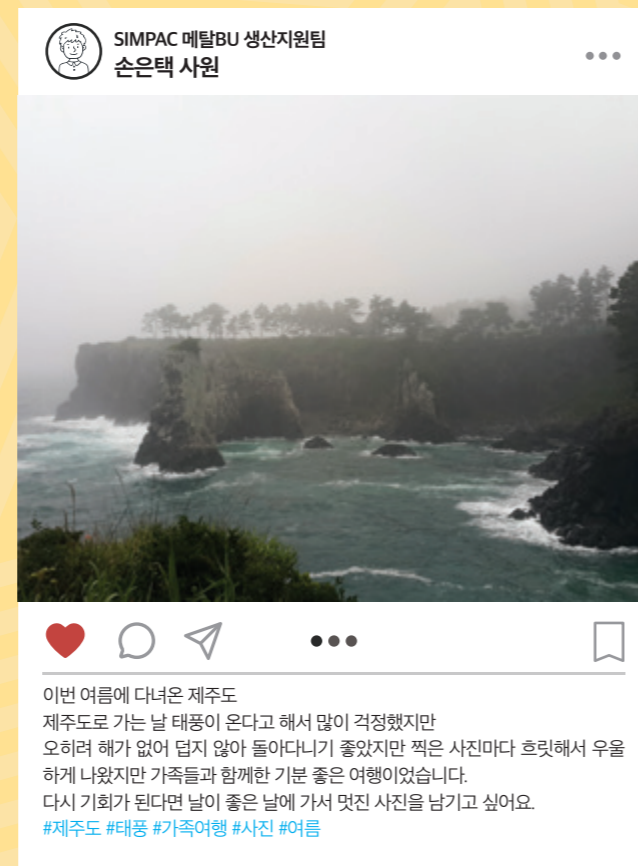 SIMPAC 메탈BU 생산지원팀
손은택 사원
이번 여름에 다녀온 제주도
제주도로 가는 날 태풍이 온다고 해서 많이 걱정했지만
오히려 해가 없어 덥지 않아 돌아다니기 좋았지만 찍은 사진마다 흐릿해서 우울
하게 나왔지만 가족들과 함께한 기분 좋은 여행이었습니다.
다시 기회가 된다면 날이 좋은 날에 가서 멋진 사진을 남기고 싶어요.
#제주도 #태풍 #가족여행 #사진 #여름